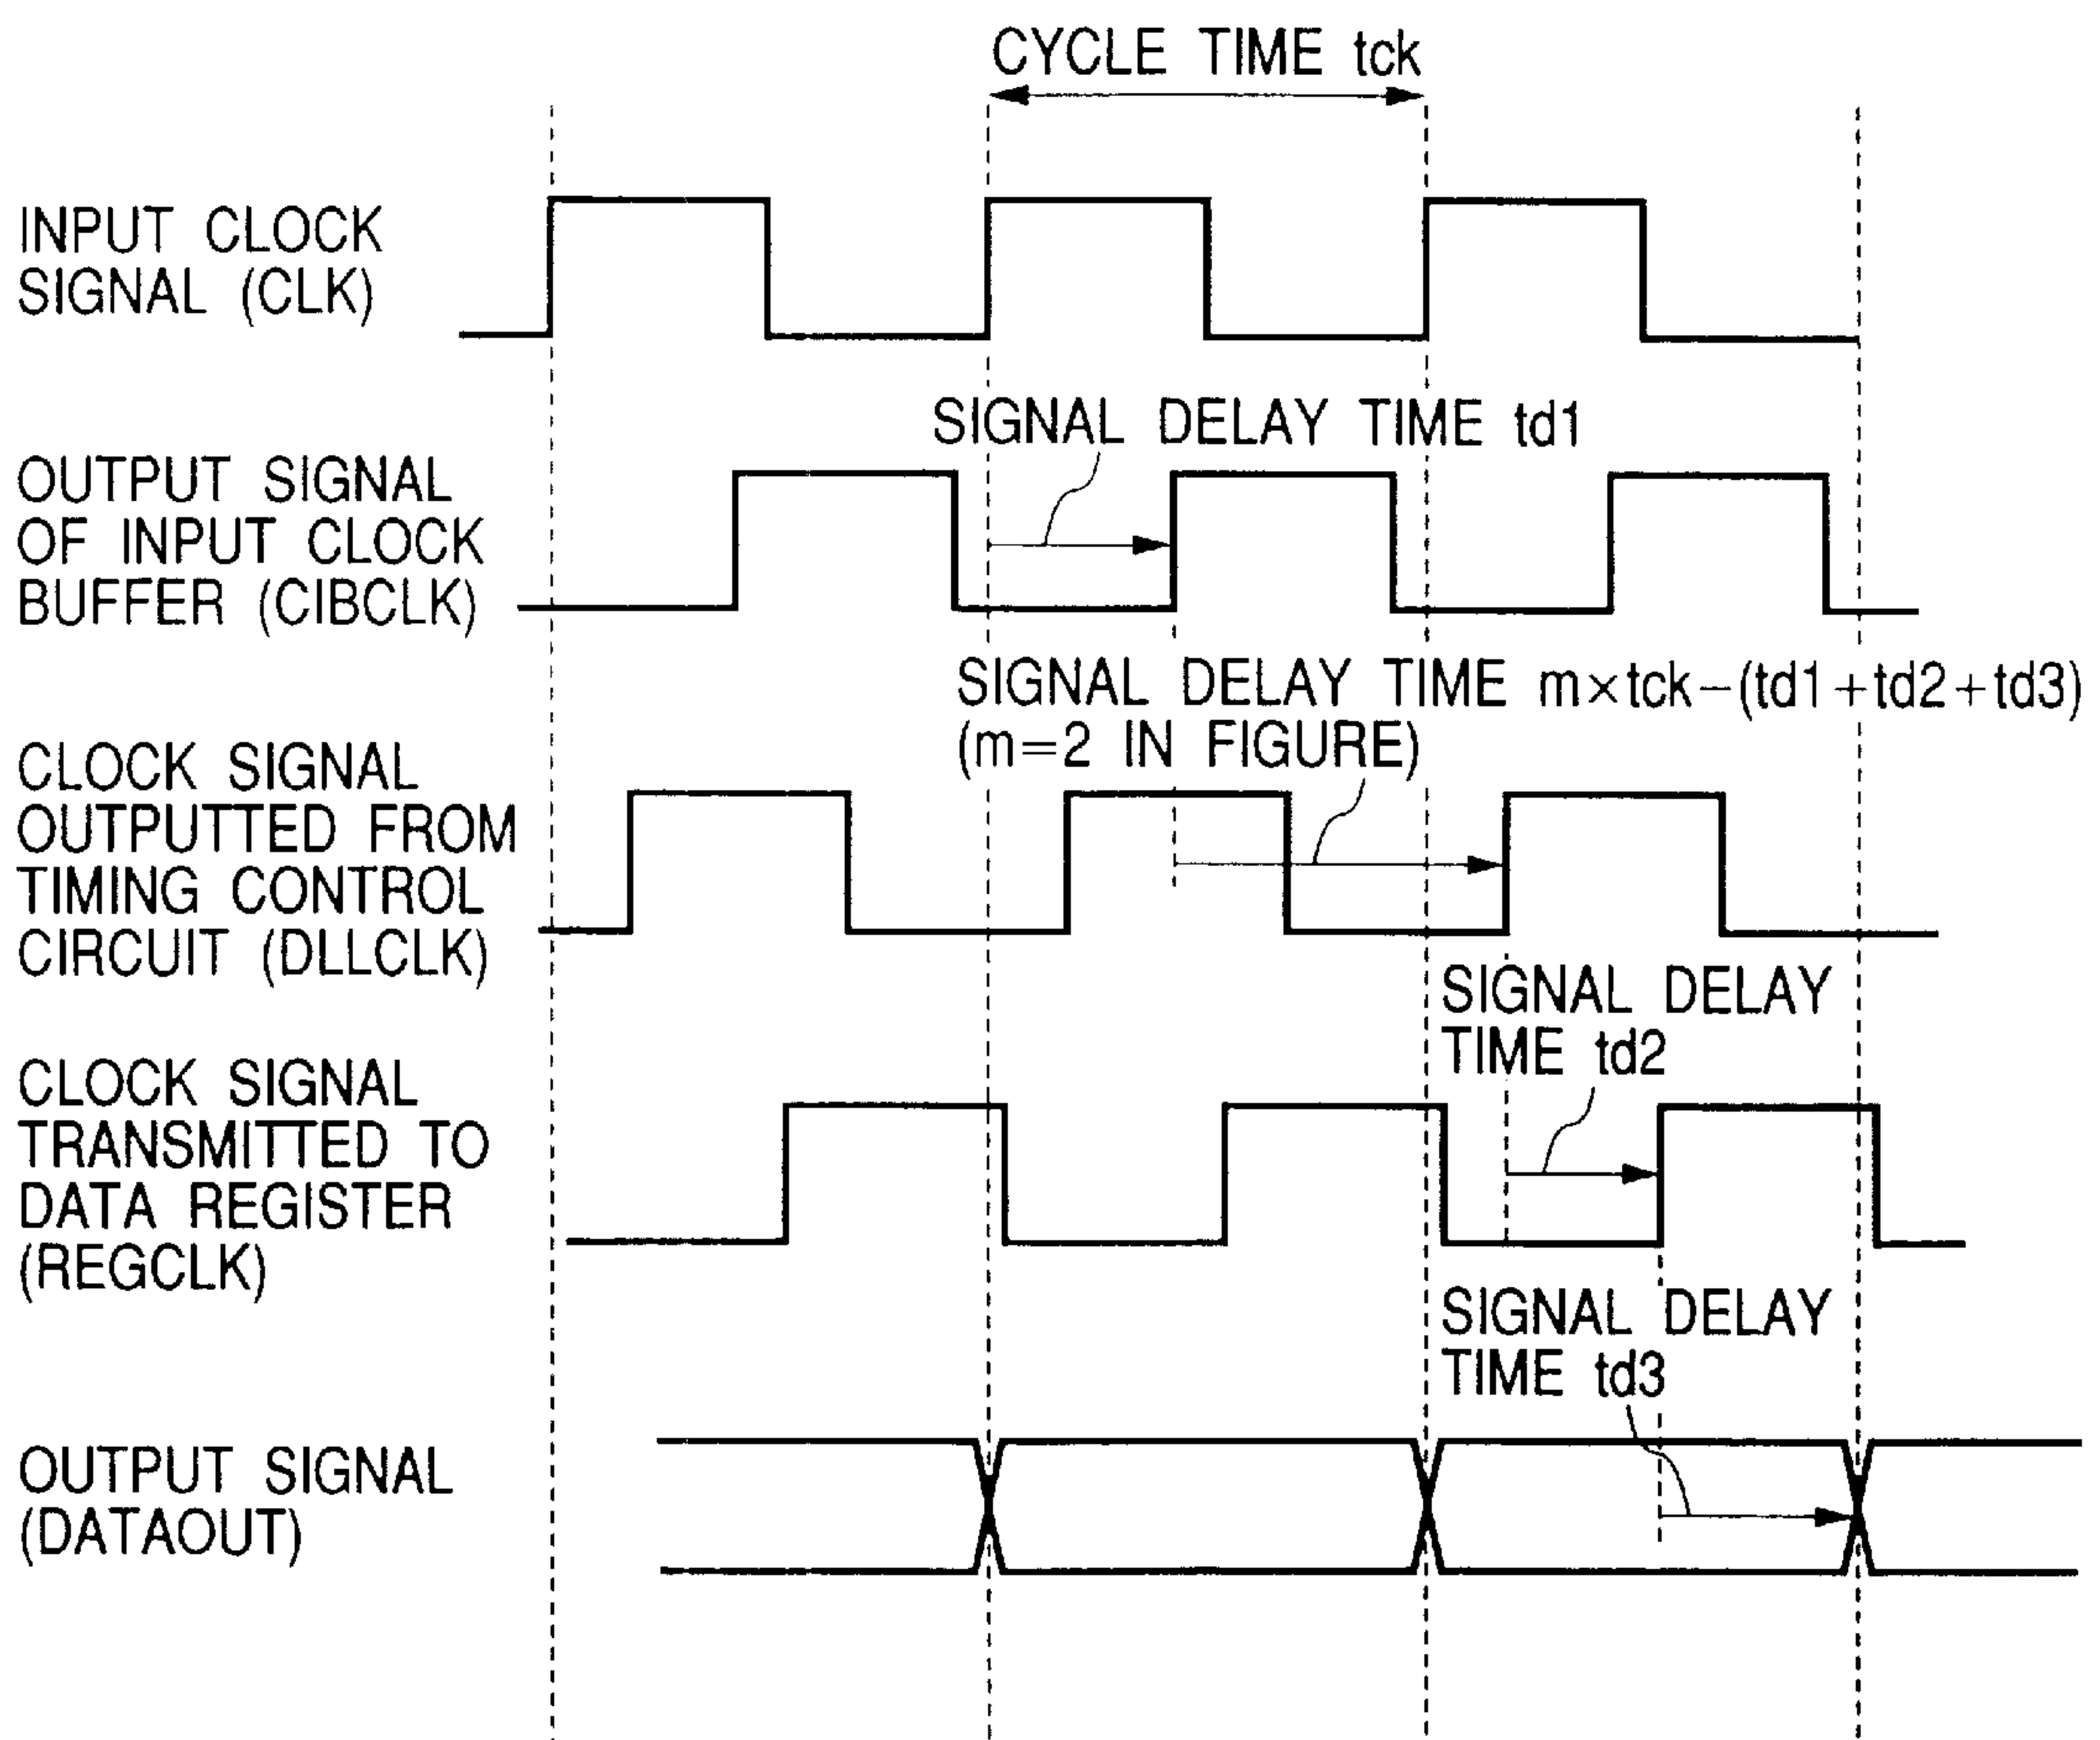 CYCLE TIME tck
INPUT CLOCK
SIGNAL (CLK)
SIGNAL DELAY TIME td1
OUTPUT SIGNAL
OF INPUT CLOCK
BUFFER (CIBCLK)
SIGNAL DELAY TIME m×tck−(td1+td2+td3)
(m=2 IN FIGURE)
CLOCK SIGNAL
OUTPUTTED FROM
TIMING CONTROL
CIRCUIT (DLLCLK)
SIGNAL DELAY
TIME td2
CLOCK SIGNAL
TRANSMITTED TO
DATA REGISTER
(REGCLK)
SIGNAL DELAY
TIME td3
OUTPUT SIGNAL
(DATAOUT)